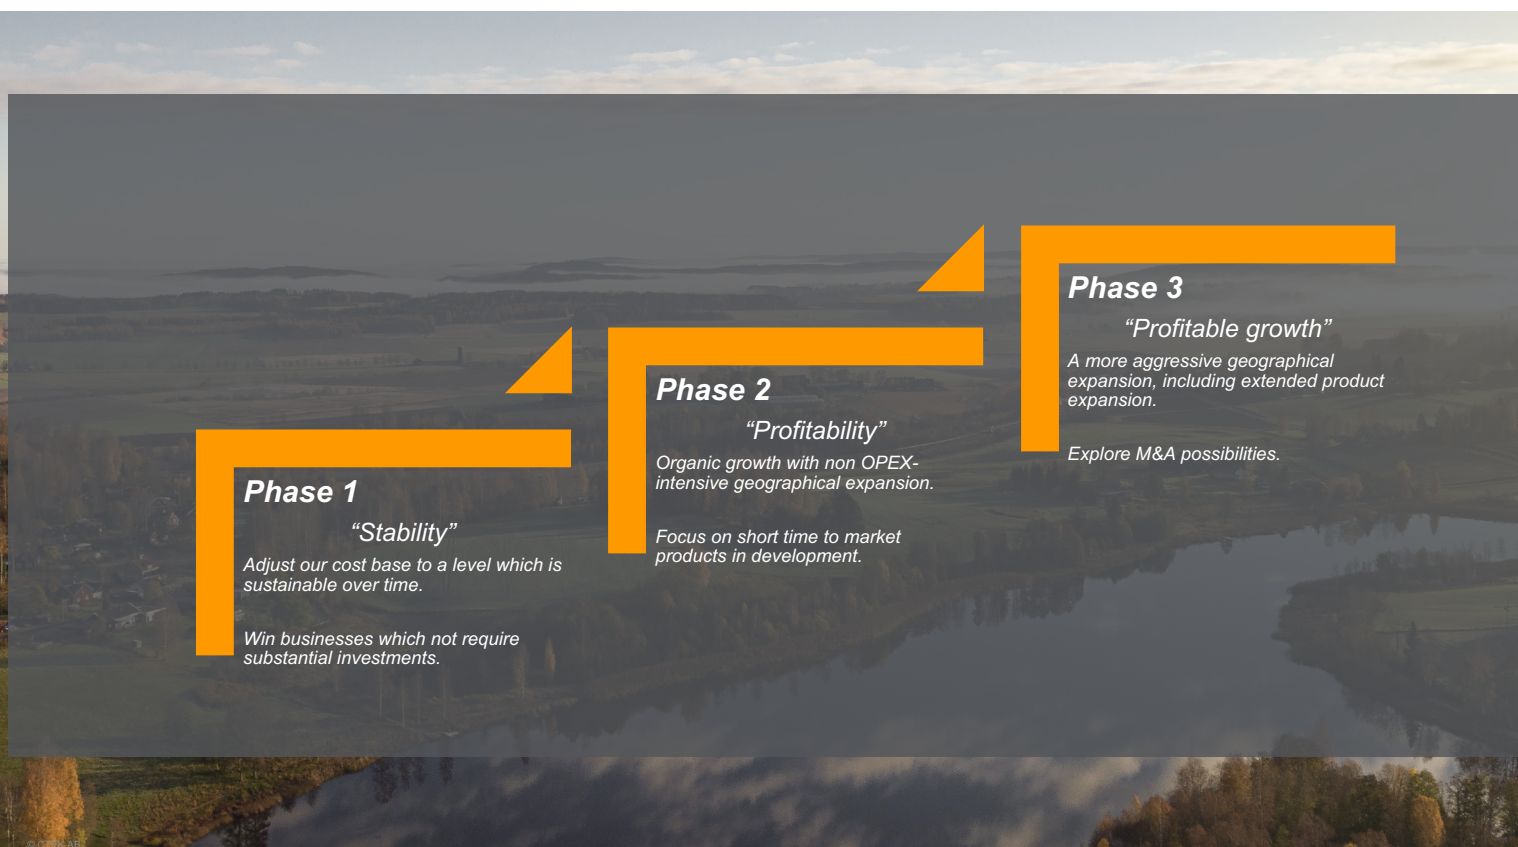 Phase 1
“Stability”
Adjust our cost base to a level which is
sustainable over time.
Win businesses which not require
substantial investments.
Phase 2
“Profitability”
Organic growth with non OPEX-
intensive geographical expansion.
Focus on short time to market
products in development.
Phase 3
“Profitable growth”
A more aggressive geographical
expansion, including extended product
expansion.
Explore M&A possibilities.